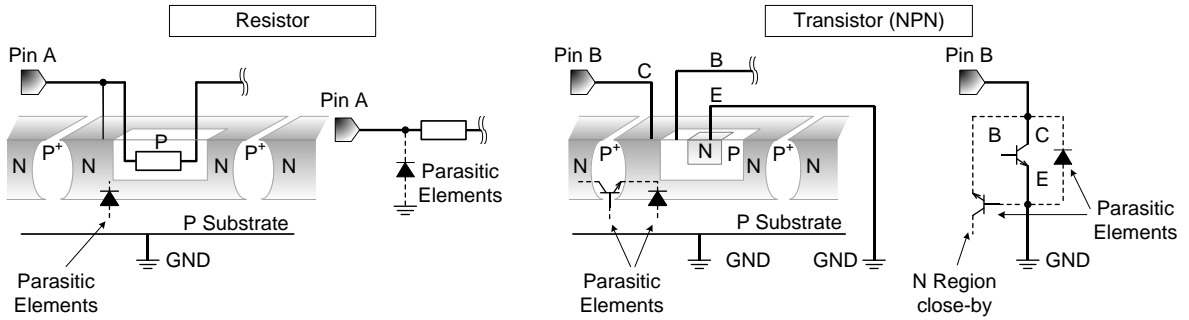 Resistor
Transistor (NPN)
Pin A
Pin B
Pin B
C
B
E
Pin A
N
P+
N
P
N
P+
N
Parasitic
Elements
N
P+
N
N
P
P+
N
B
C
E
P Substrate
GND
Parasitic
Elements
P Substrate
GND
GND
Parasitic
Elements
Parasitic
Elements
N Region
close-by
GND